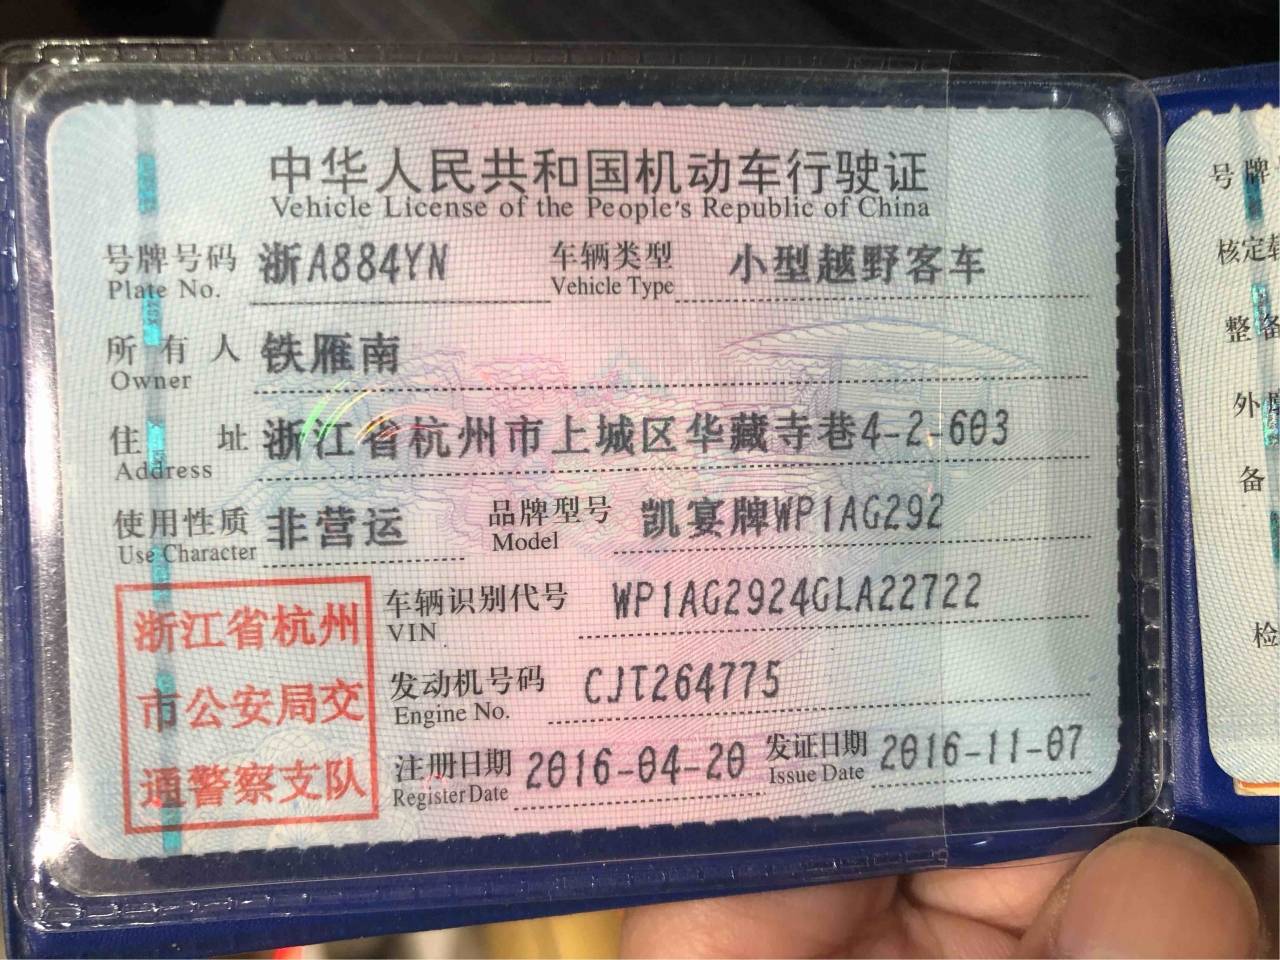 中华人民共和国机动车行驶证
Vehicle License of the People's Republic of China
号牌号码 浙A884YN 车辆类型 小型越野客车
Plate No. Vehicle Type
所有人 铁雁南
Owner
住址 浙江省杭州市上城区华藏寺巷4-2-603
Address
使用性质 非营运 品牌型号 凯宴牌WP1AG292
Use Character Model
车辆识别代号 WP1AG2924GLA22722
VIN
发动机号码 CJT264775
Engine No.
注册日期 2016-04-20 发证日期 2016-11-07
Register Date Issue Date
浙江省杭州
市公安局交
通警察支队
号牌
核定
整备
外
备
检